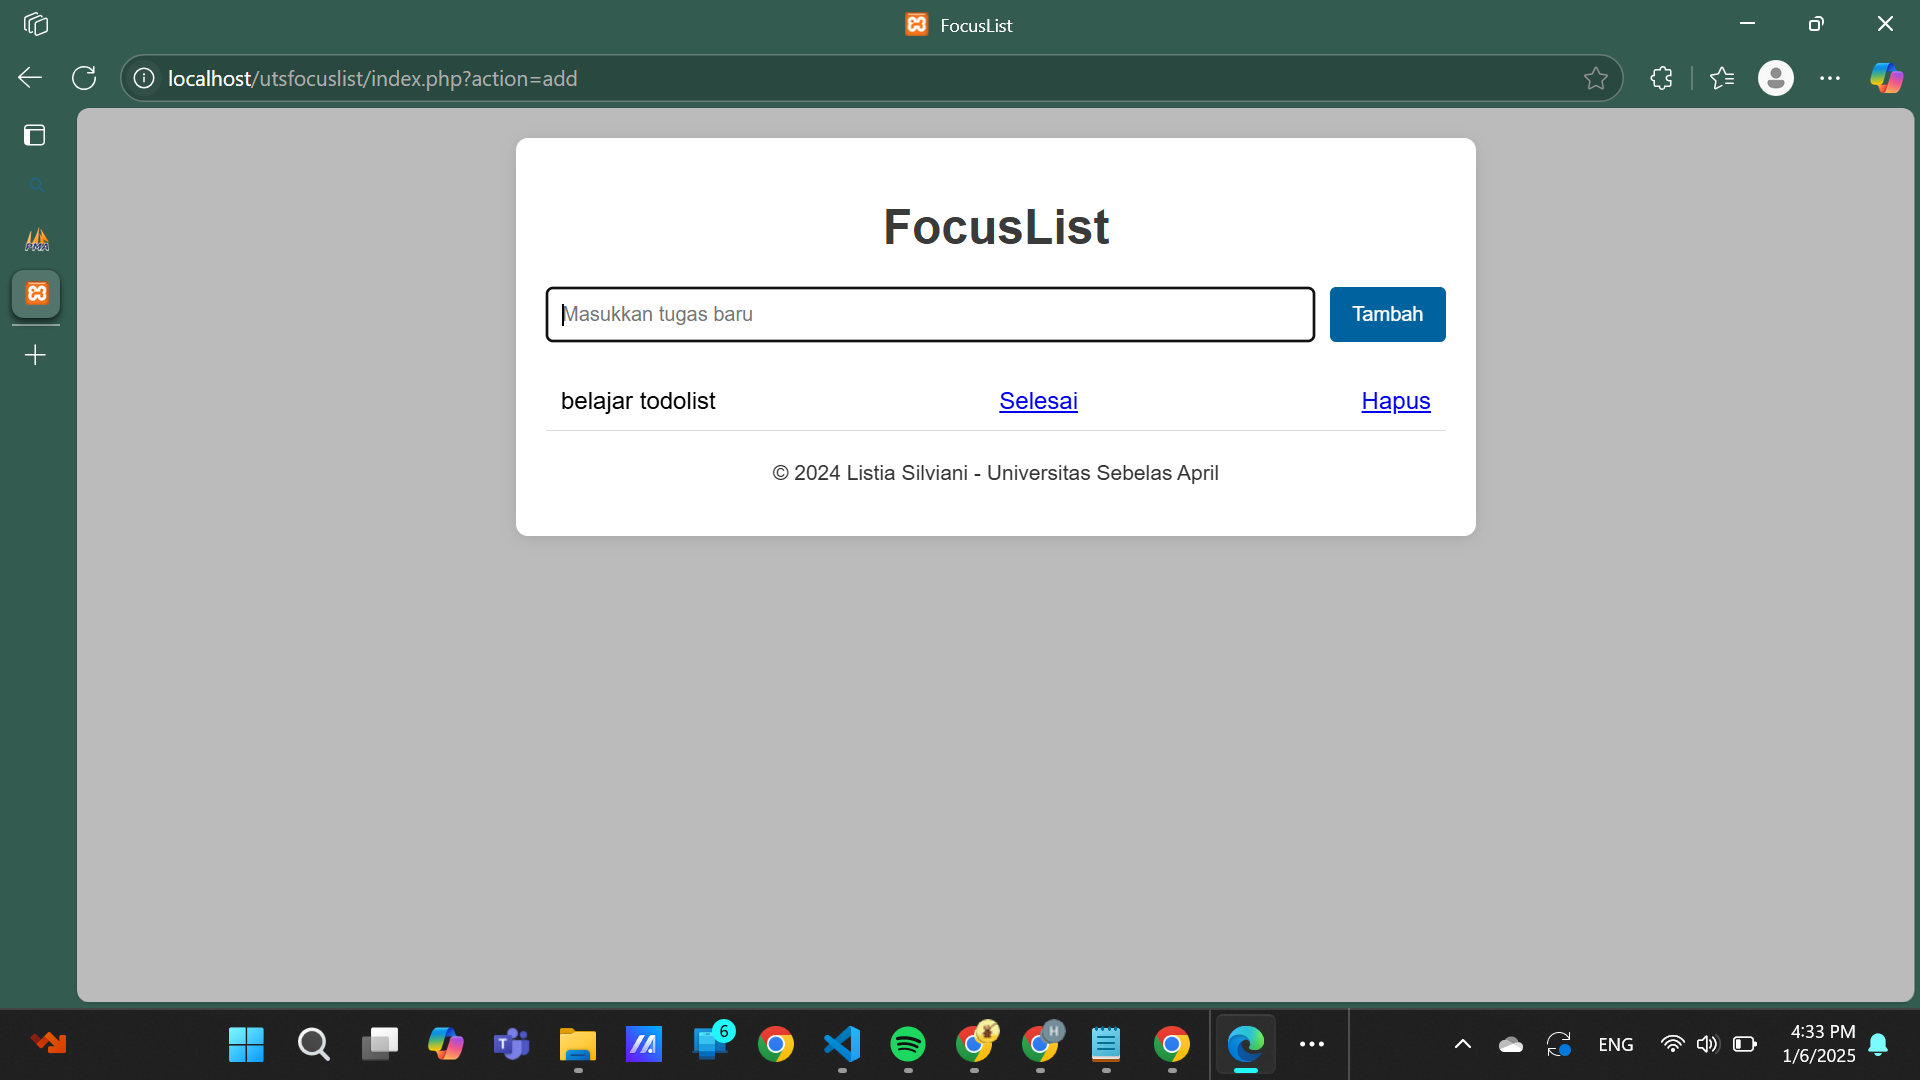 FocusList
localhost/utsfocuslist/index.php?action=add
PMA
FocusList
Masukkan tugas baru
Tambah
belajar todolist Selesai Hapus
© 2024 Listia Silviani - Universitas Sebelas April
T
6
H
ENG
4:33 PM
1/6/2025